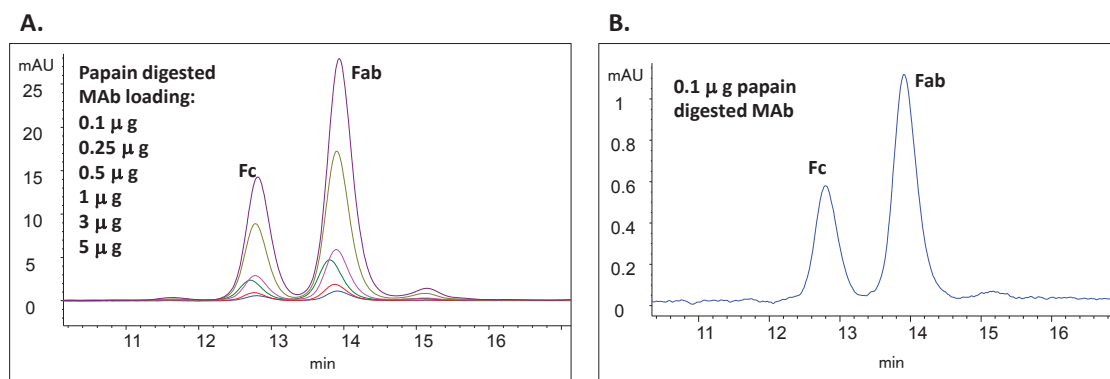 A.
mAU
25
20
15
10
5
0
Papain digested
MAb loading:
0.1 μ g
0.25 μ g
0.5 μ g
1 μ g
3 μ g
5 μ g
Fc
Fab
11 12 13 14 15 16
min
B.
mAU
1
0.8
0.6
0.4
0.2
0
0.1 μ g papain
digested MAb
Fc
Fab
11 12 13 14 15 16
min